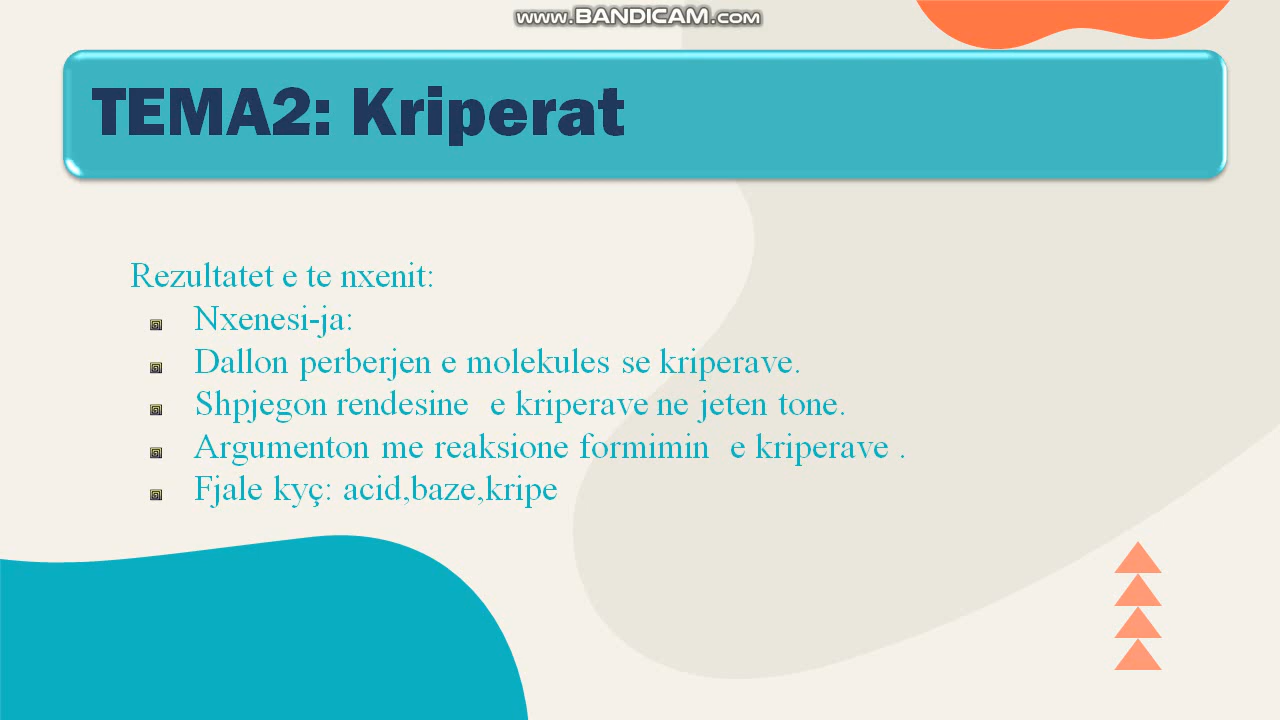 www.BANDICAM.com
TEMA2: Kriperat
Rezultatet e te nxenit:
Nxenesi-ja:
Dallon perberjen e molekules se kriperave.
Shpjegon rendesine e kriperave ne jeten tone.
Argumenton me reaksione formimin e kriperave .
Fjale kyç: acid,baze,kripe